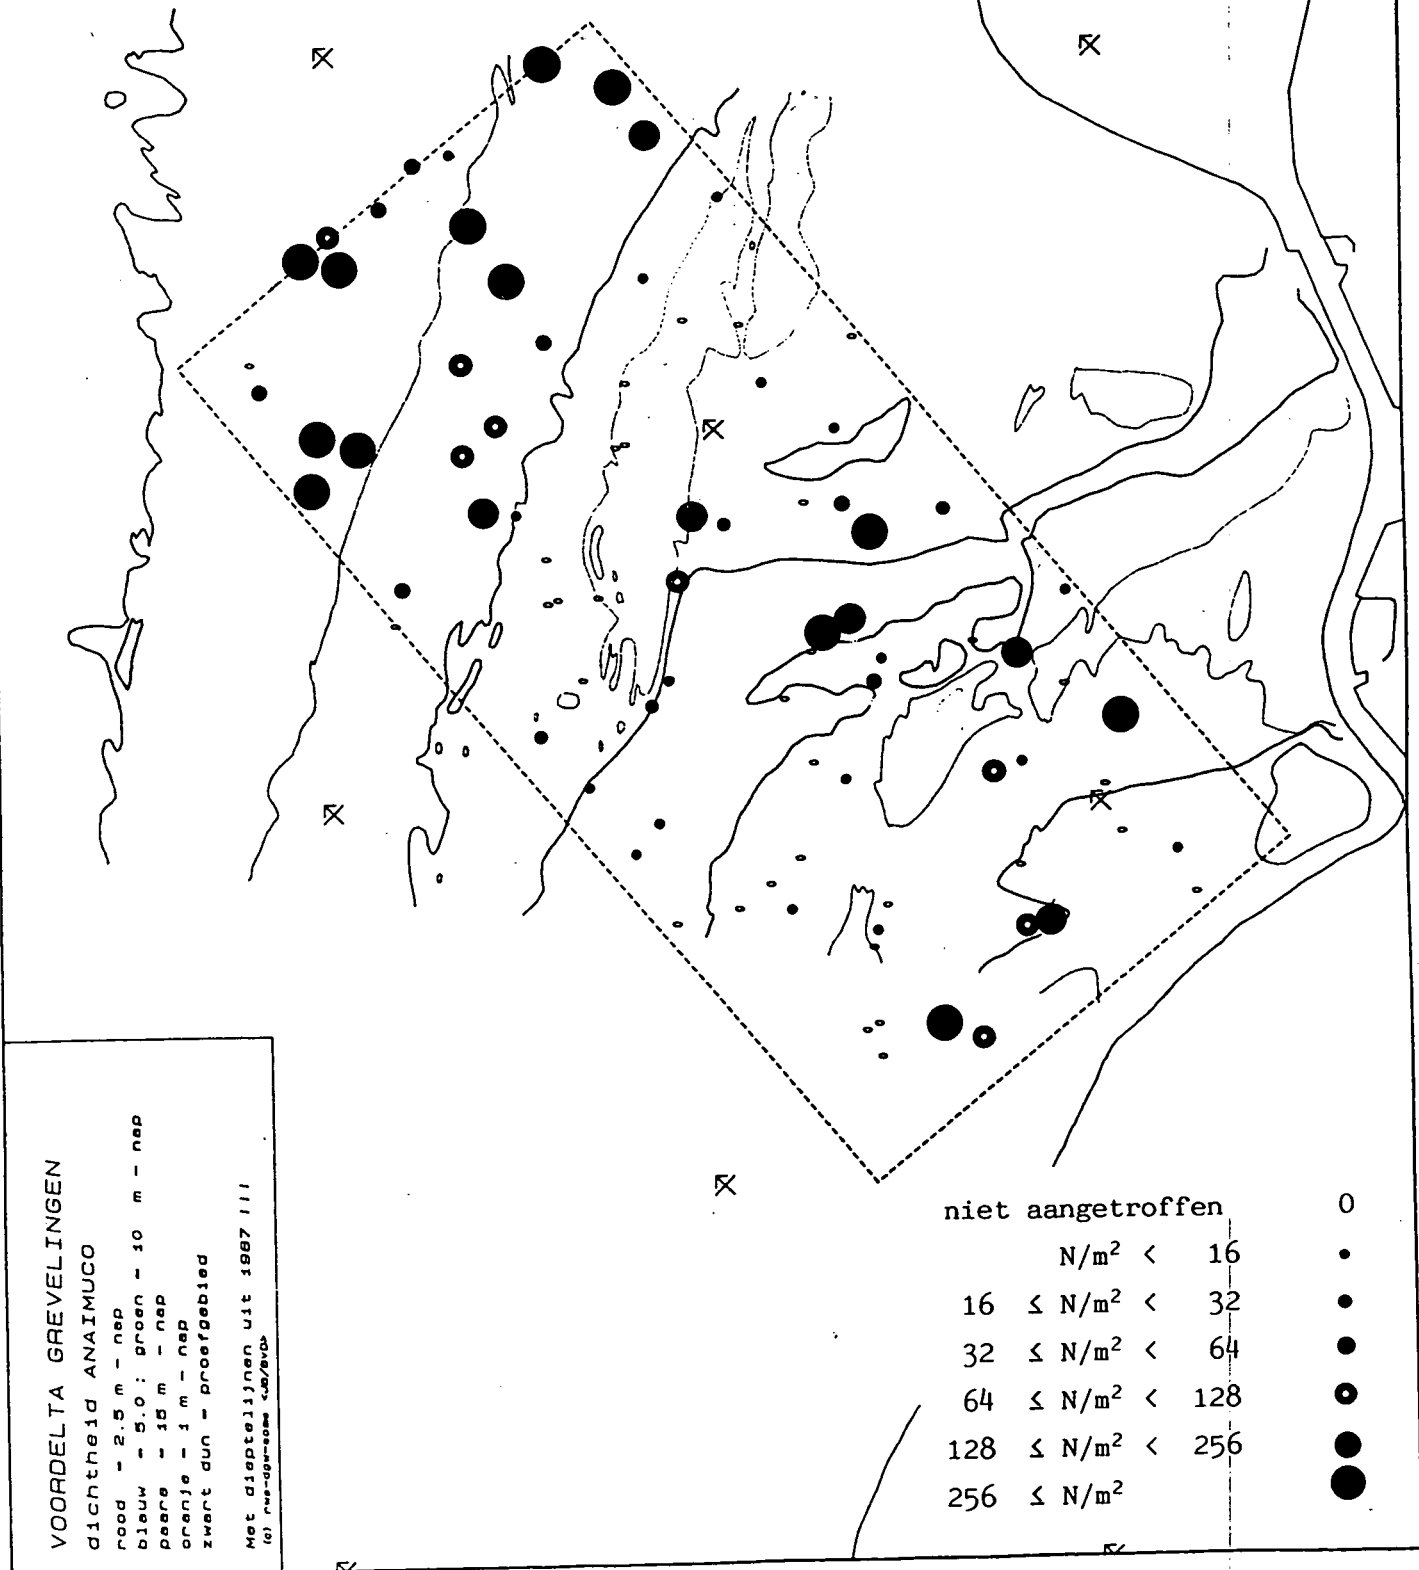 VOORDELTA GREVELINGEN
dichtheid ANAIMUCO
rood - 2.5 m - nap
blauw - 5.0 : groen - 10 m - nap
paars - 15 m - nap
oranje - 1 m - nap
zwart dun - proefgebied
Met dieptelijnen uit 1987 !!!
niet aangetroffen 0
N/m² < 16
16 ≤ N/m² < 32
32 ≤ N/m² < 64
64 ≤ N/m² < 128
128 ≤ N/m² < 256
256 ≤ N/m²